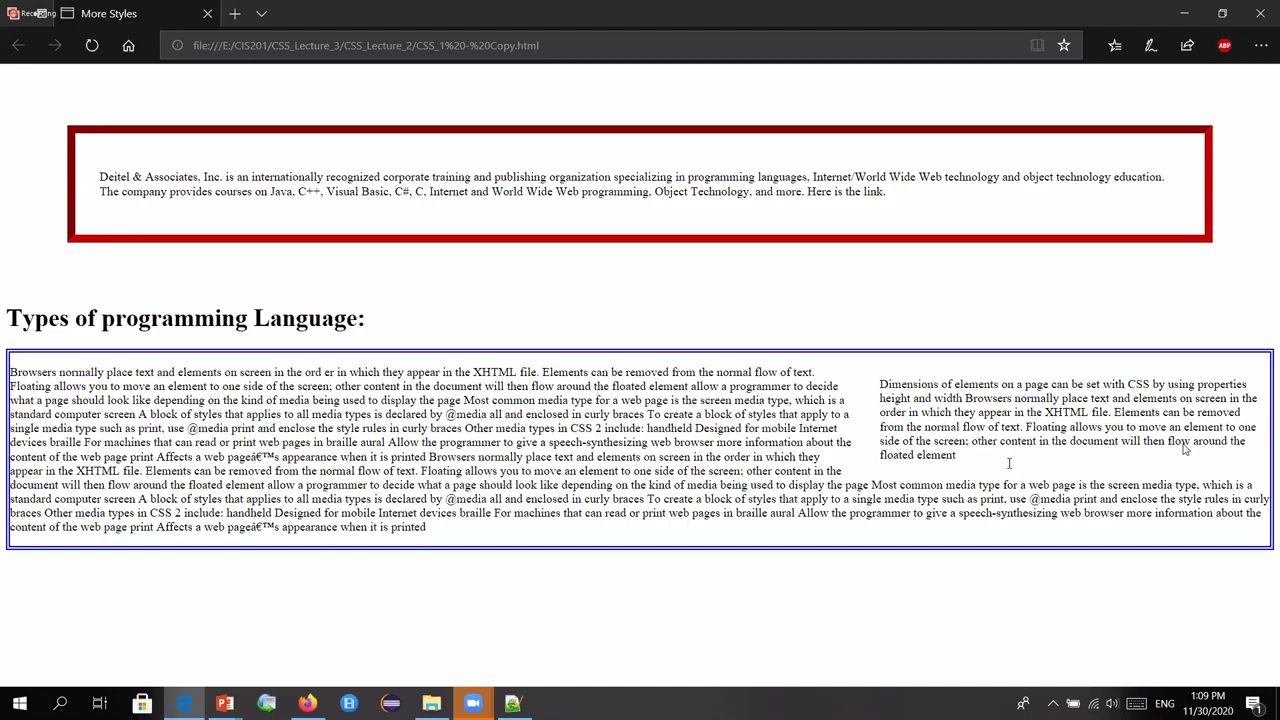 Recording
More Styles
file:///E:/CIS201/CSS_Lecture_3/CSS_Lecture_2/CSS_1%20-%20Copy.html
ABP
Deitel & Associates, Inc. is an internationally recognized corporate training and publishing organization specializing in programming languages, Internet/World Wide Web technology and object technology education.
The company provides courses on Java, C++, Visual Basic, C#, C, Internet and World Wide Web programming, Object Technology, and more. Here is the link.
Types of programming Language:
Browsers normally place text and elements on screen in the ord er in which they appear in the XHTML file. Elements can be removed from the normal flow of text.
Floating allows you to move an element to one side of the screen; other content in the document will then flow around the floated element allow a programmer to decide
what a page should look like depending on the kind of media being used to display the page Most common media type for a web page is the screen media type, which is a
standard computer screen A block of styles that applies to all media types is declared by @media all and enclosed in curly braces To create a block of styles that apply to a
single media type such as print, use @media print and enclose the style rules in curly braces Other media types in CSS 2 include: handheld Designed for mobile Internet
devices braille For machines that can read or print web pages in braille aural Allow the programmer to give a speech-synthesizing web browser more information about the
content of the web page print Affects a web pageâ€™s appearance when it is printed Browsers normally place text and elements on screen in the order in which they
appear in the XHTML file. Elements can be removed from the normal flow of text. Floating allows you to move an element to one side of the screen; other content in the
Dimensions of elements on a page can be set with CSS by using properties
height and width Browsers normally place text and elements on screen in the
order in which they appear in the XHTML file. Elements can be removed
from the normal flow of text. Floating allows you to move an element to one
side of the screen; other content in the document will then flow around the
floated element
document will then flow around the floated element allow a programmer to decide what a page should look like depending on the kind of media being used to display the page Most common media type for a web page is the screen media type, which is a
standard computer screen A block of styles that applies to all media types is declared by @media all and enclosed in curly braces To create a block of styles that apply to a single media type such as print, use @media print and enclose the style rules in curly
braces Other media types in CSS 2 include: handheld Designed for mobile Internet devices braille For machines that can read or print web pages in braille aural Allow the programmer to give a speech-synthesizing web browser more information about the
content of the web page print Affects a web pageâ€™s appearance when it is printed
ENG
1:09 PM
11/30/2020
1